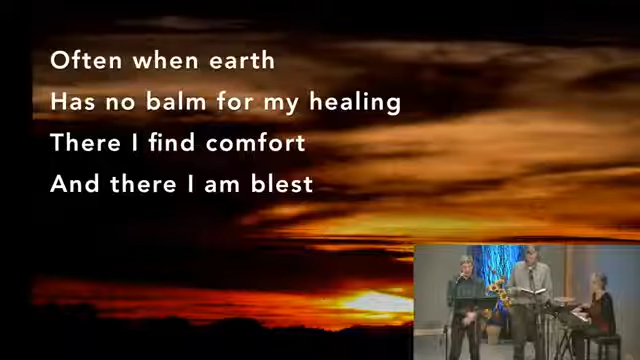 Often when earth
Has no balm for my healing
There I find comfort
And there I am blest